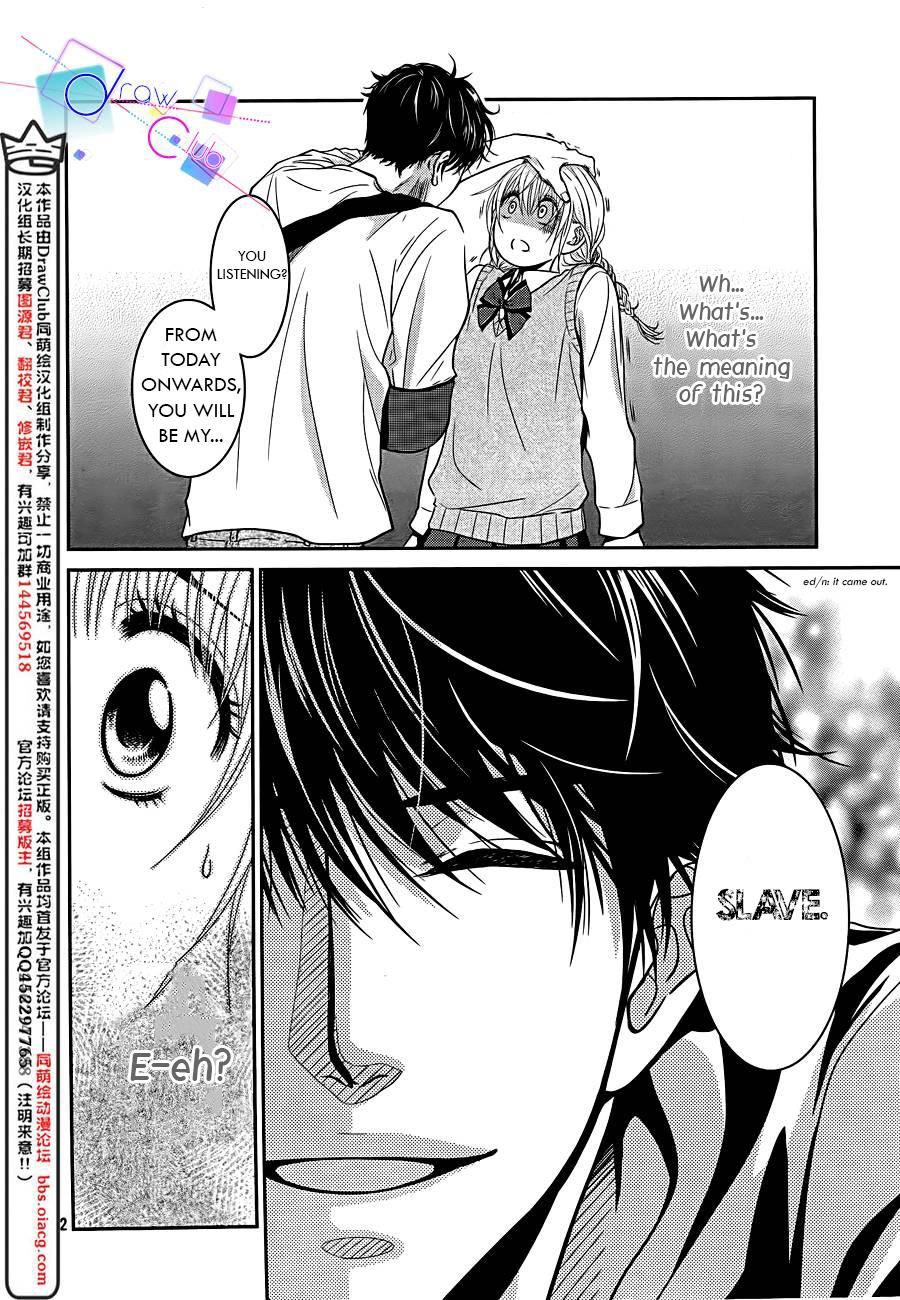 draw
Club
YOU
LISTENING?
FROM
TODAY
ONWARDS,
YOU WILL
BE MY...
Wh...
What's...
What's
the meaning
of this?
ed/n: it came out.
SLAVE.
E-eh?
2
本作品由DrawClub同萌绘汉化组制作分享，禁止一切商业用途，如您喜欢请支持购买正版。本组作品均首发于官方论坛——同萌绘动漫论坛 bbs.oiacg.com
汉化组长期招募图源君、翻校君、修嵌君，有兴趣可加群144569518 官方论坛招募版主，有兴趣加QQ452297765（注明来意!!）